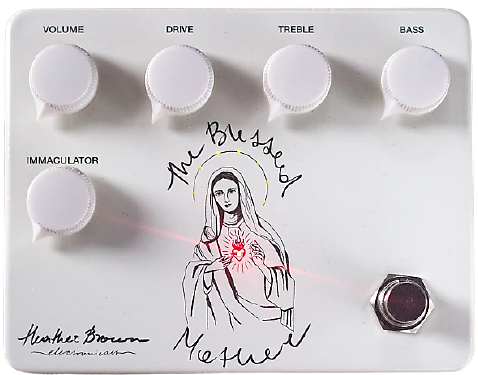 VOLUME DRIVE TREBLE BASS
IMMACULATOR
The Blessed
Mother
Heather Brown
electronicals